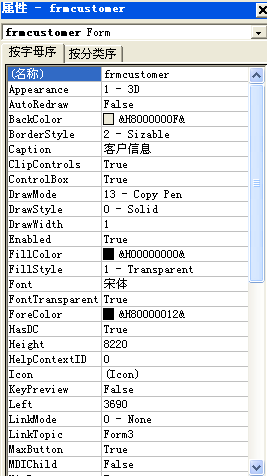 属性 - frmcustomer
frmcustomer Form
按字母序 按分类序
(名称) frmcustomer
Appearance 1 - 3D
AutoRedraw False
BackColor &H8000000F&
BorderStyle 2 - Sizable
Caption 客户信息
ClipControls True
ControlBox True
DrawMode 13 - Copy Pen
DrawStyle 0 - Solid
DrawWidth 1
Enabled True
FillColor &H00000000&
FillStyle 1 - Transparent
Font 宋体
FontTransparent True
ForeColor &H80000012&
HasDC True
Height 8220
HelpContextID 0
Icon (Icon)
KeyPreview False
Left 3690
LinkMode 0 - None
LinkTopic Form3
MaxButton True
MDIChild False